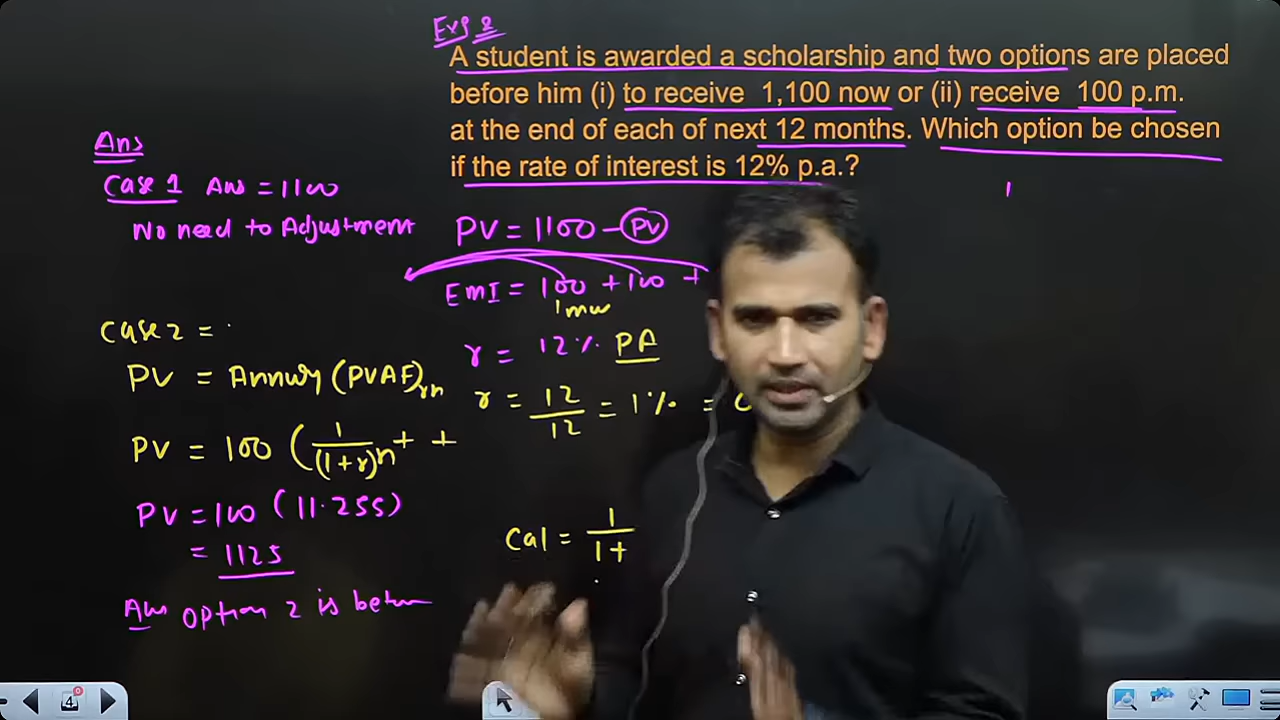 Exp 2
A student is awarded a scholarship and two options are placed
before him (i) to receive 1,100 now or (ii) receive 100 p.m.
at the end of each of next 12 months. Which option be chosen
if the rate of interest is 12% p.a.?
Ans
Case 1 Ans = 1100
No need to Adjustment
PV = 1100 - PV
EMI = 100 + 100 +
r = 12% PA
r = 12/12 = 1% = 0
Case 2 =
PV = (PVAF)rn
PV = 100 (1/(1+r)n + +
PV = 100 (11.255)
= 1125
Cal = 1/1+
Ans option 2 is
4